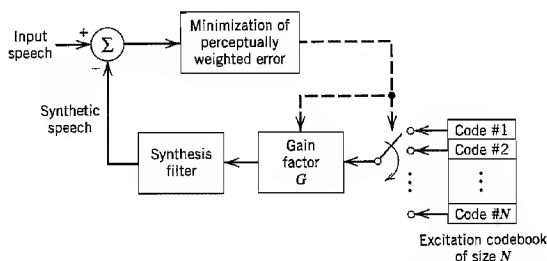 Input
speech
+
−
Σ
Minimization of
perceptually
weighted error
Synthetic
speech
Synthesis
filter
Gain
factor
G
Code #1
Code #2
Code #N
Excitation codebook
of size N